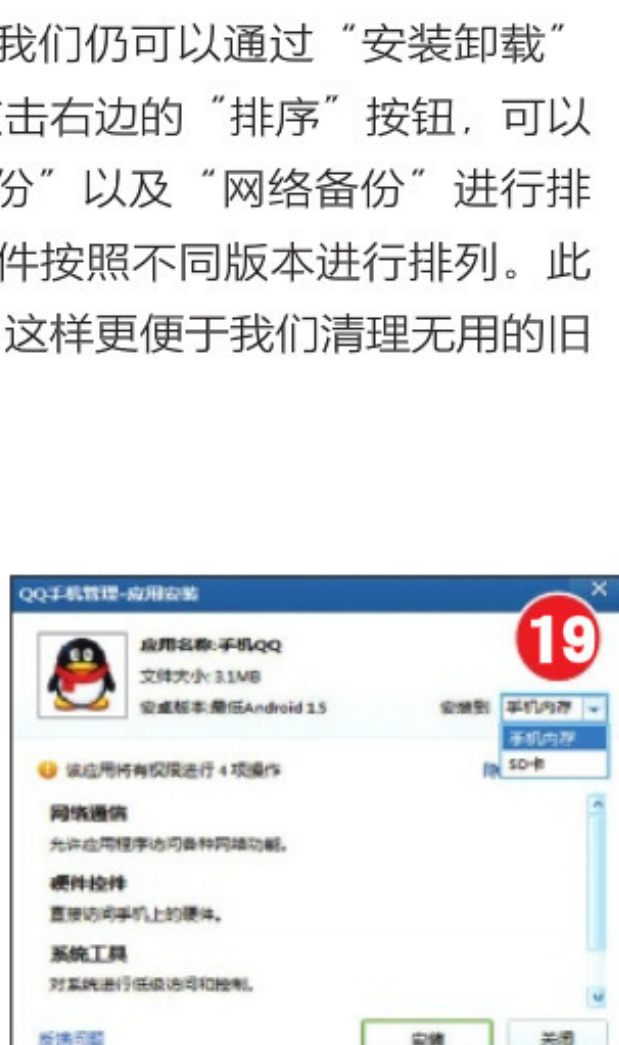 我们仍可以通过“安装卸载”
击右边的“排序”按钮，可以
份”以及“网络备份”进行排
件按照不同版本进行排列。此
这样更便于我们清理无用的旧
QQ手机管理-应用安装
19
应用名称:手机QQ
文件大小: 3.1MB
安卓版本:最低Android 1.5
安装到 手机内存
手机内存
SD卡
该应用将有权限进行 4 项操作
网络通信
允许应用程序访问各种网络功能。
硬件控件
直接访问手机上的硬件。
系统工具
对系统进行低级访问和控制。
反馈问题 安装 关闭